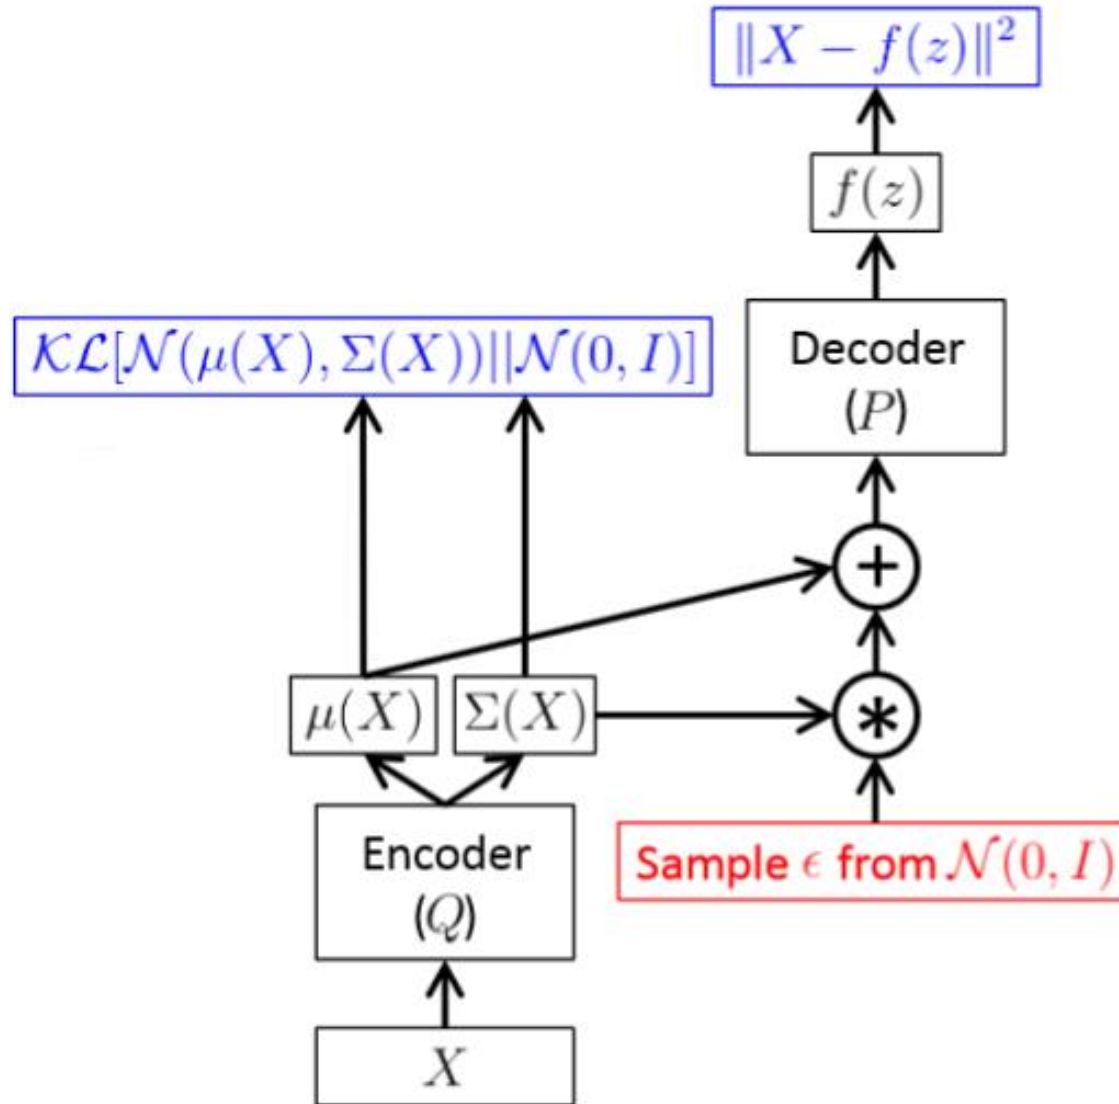 ‖X − f(z)‖²
f(z)
𝒦ℒ[𝒩(μ(X), Σ(X))||𝒩(0, I)]
Decoder
(P)
+
μ(X)
Σ(X)
*
Encoder
(Q)
Sample ϵ from 𝒩(0, I)
X